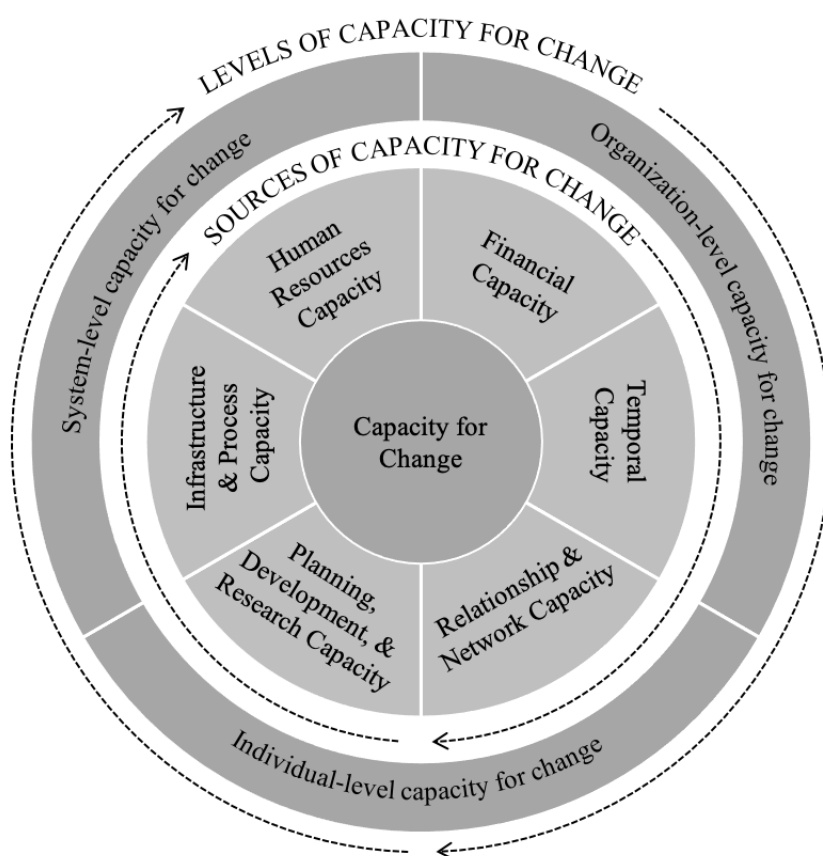 LEVELS OF CAPACITY FOR CHANGE
System-level capacity for change
Organization-level capacity for change
Individual-level capacity for change
SOURCES OF CAPACITY FOR CHANGE
Human
Resources
Capacity
Financial
Capacity
Temporal
Capacity
Relationship &
Network Capacity
Planning,
Development, &
Research Capacity
Infrastructure
& Process
Capacity
Capacity for
Change